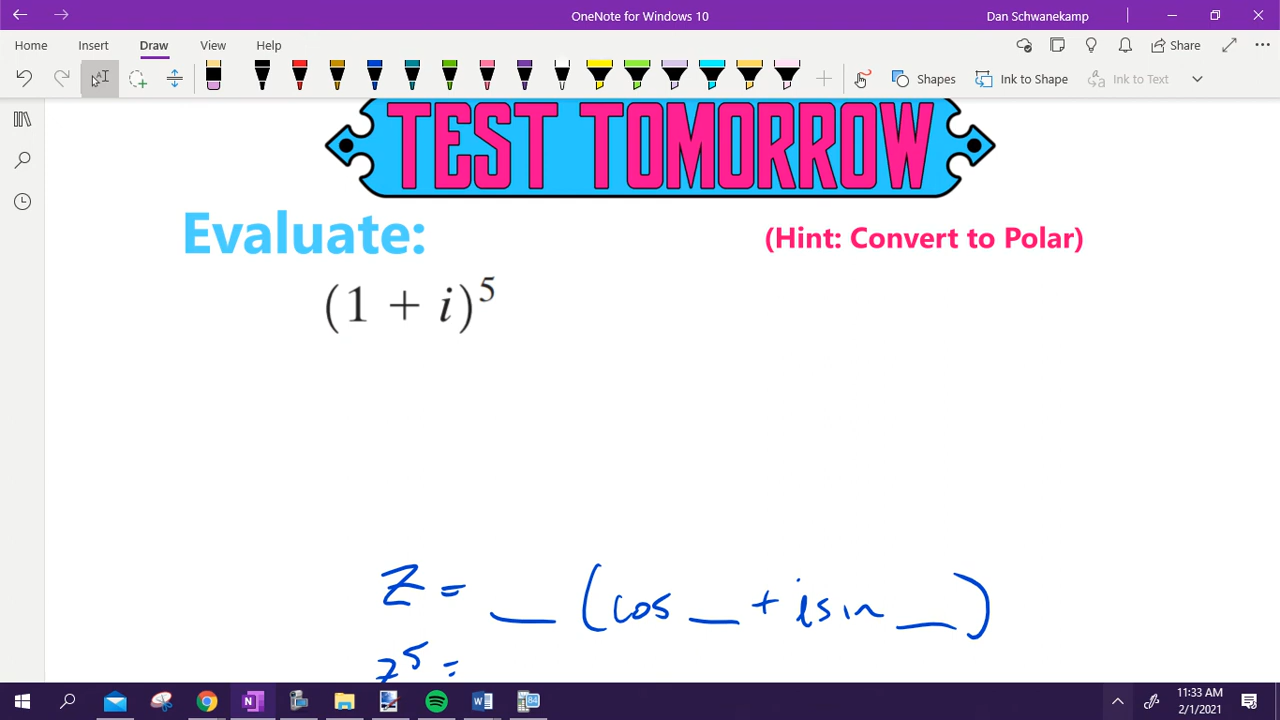 OneNote for Windows 10
Dan Schwanekamp
Home Insert Draw View Help
Share
Shapes
Ink to Shape
Ink to Text
TEST TOMORROW
Evaluate:
(Hint: Convert to Polar)
(1 + i)⁵
Z = __ (cos __ + i sin __)
z⁵ =
11:33 AM
2/1/2021